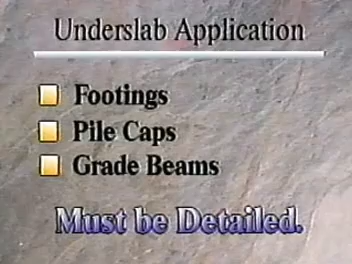 Underslab Application
Footings
Pile Caps
Grade Beams
Must be Detailed.